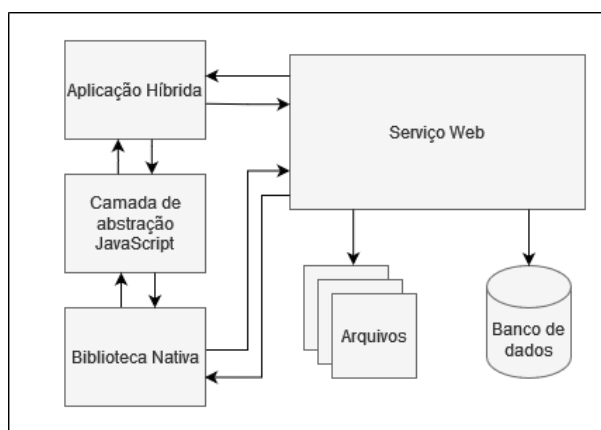 Aplicação Híbrida
Serviço Web
Camada de
abstração
JavaScript
Biblioteca Nativa
Arquivos
Banco de
dados